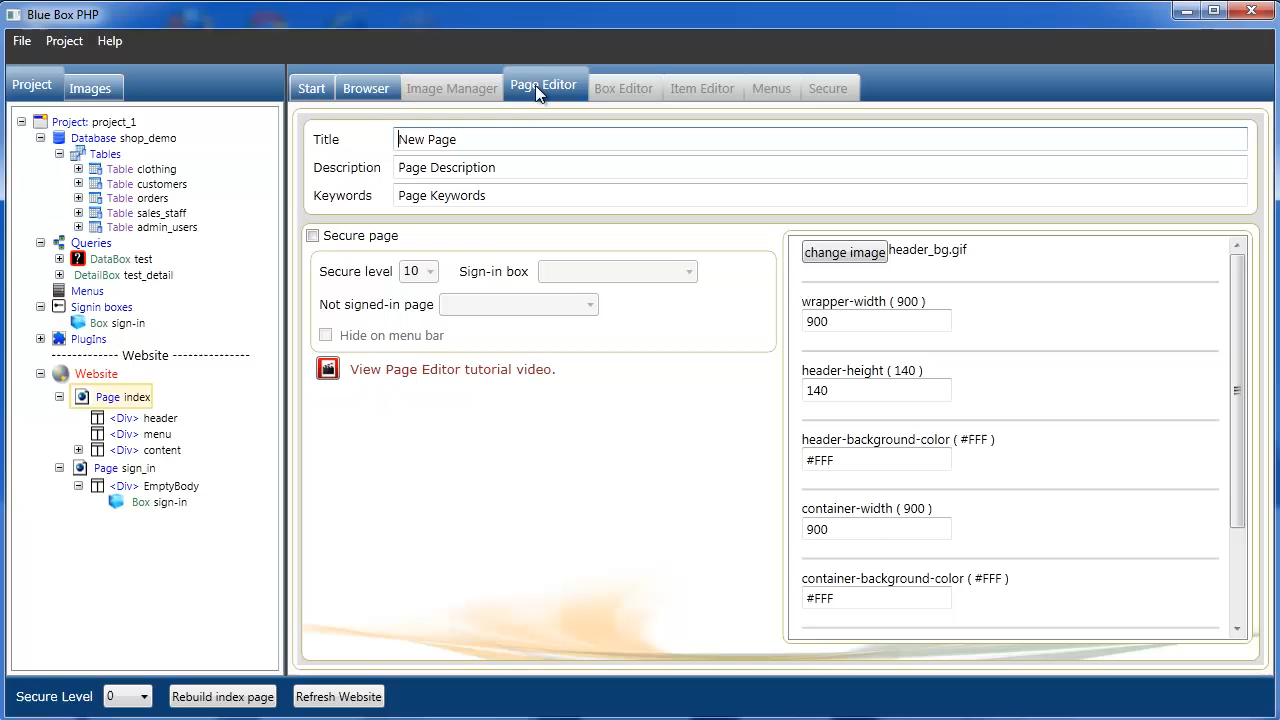 Blue Box PHP
File Project Help
Project Images
Start Browser Image Manager Page Editor Box Editor Item Editor Menus Secure
Project: project_1
Database shop_demo
Tables
Table clothing
Table customers
Table orders
Table sales_staff
Table admin_users
Queries
DataBox test
DetailBox test_detail
Menus
Signin boxes
Box sign-in
PlugIns
------------ Website ---------------
Website
Page index
<Div> header
<Div> menu
<Div> content
Page sign_in
<Div> EmptyBody
Box sign-in
Title New Page
Description Page Description
Keywords Page Keywords
Secure page
Secure level 10 Sign-in box
Not signed-in page
Hide on menu bar
View Page Editor tutorial video.
change image header_bg.gif
wrapper-width ( 900 )
900
header-height ( 140 )
140
header-background-color ( #FFF )
#FFF
container-width ( 900 )
900
container-background-color ( #FFF )
#FFF
Secure Level 0 Rebuild index page Refresh Website